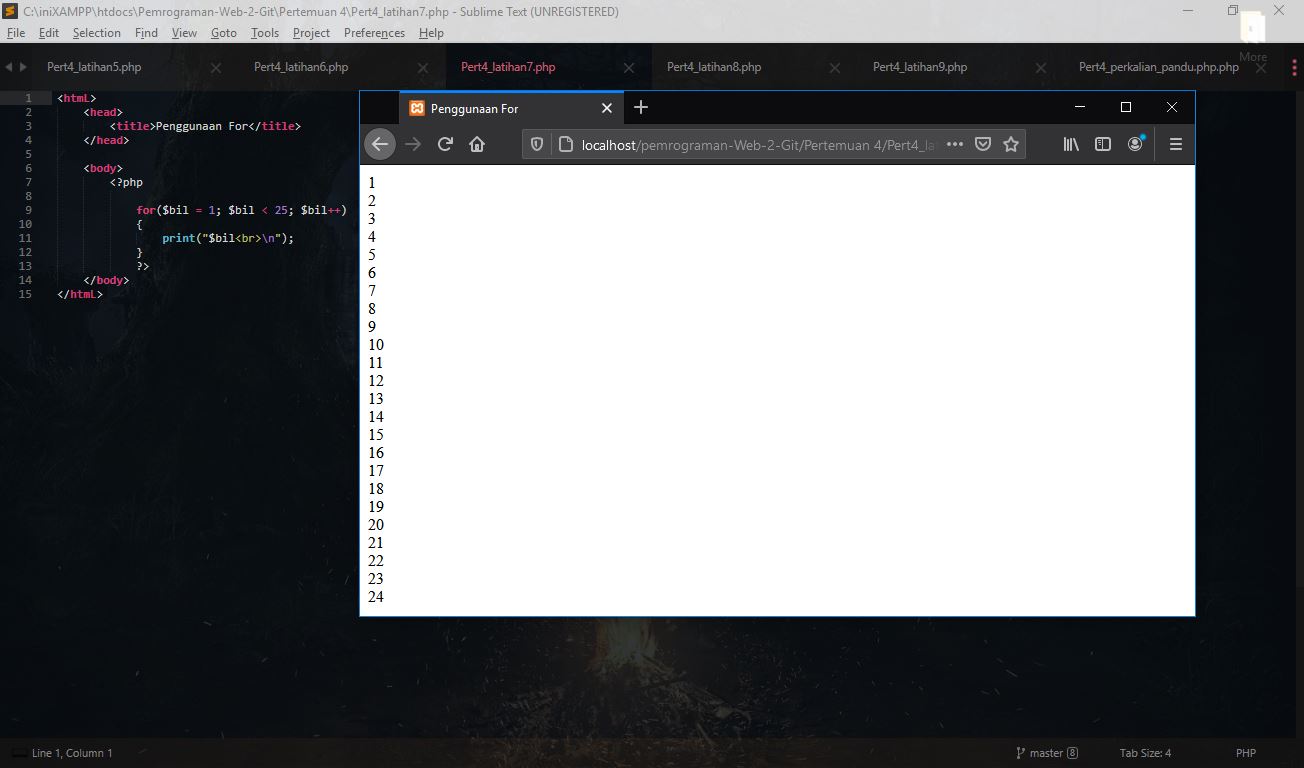 C:\iniXAMPP\htdocs\Pemrograman-Web-2-Git\Pertemuan 4\Pert4_latihan7.php - Sublime Text (UNREGISTERED)
File Edit Selection Find View Goto Tools Project Preferences Help
More
Pert4_latihan5.php Pert4_latihan6.php Pert4_latihan7.php Pert4_latihan8.php Pert4_latihan9.php Pert4_perkalian_pandu.php.php
1 <html>
2 <head>
3 <title>Penggunaan For</title>
4 </head>
5
6 <body>
7 <?php
8
9 for($bil = 1; $bil < 25; $bil++)
10 {
11 print("$bil<br>\n");
12 }
13 ?>
14 </body>
15 </html>
Penggunaan For
localhost/pemrograman-Web-2-Git/Pertemuan 4/Pert4_la
1
2
3
4
5
6
7
8
9
10
11
12
13
14
15
16
17
18
19
20
21
22
23
24
Line 1, Column 1 master 8 Tab Size: 4 PHP